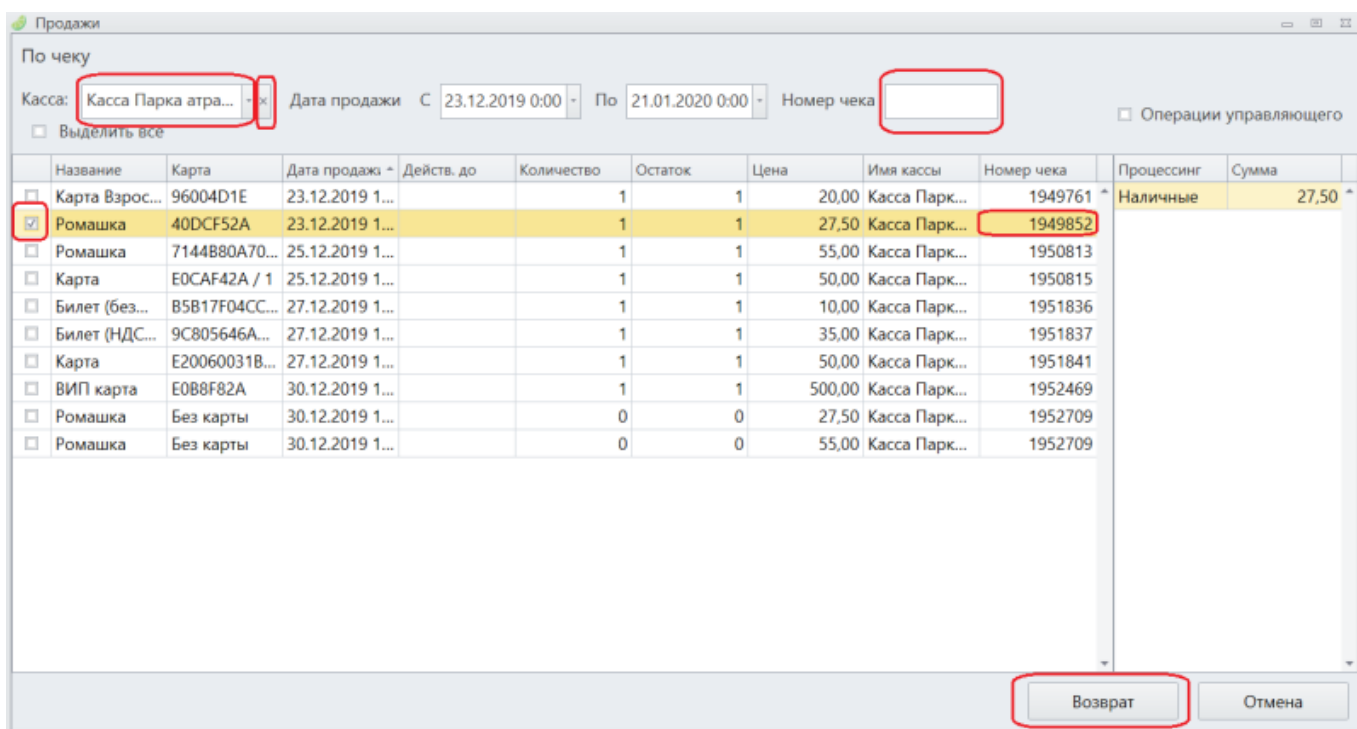 Продажи
По чеку
Касса: Касса Парка атра... Дата продажи С 23.12.2019 0:00 По 21.01.2020 0:00 Номер чека
Выделить все Операции управляющего
Название Карта Дата продажи Действ. до Количество Остаток Цена Имя кассы Номер чека Процессинг Сумма
Карта Взрос... 96004D1E 23.12.2019 1... 1 1 20,00 Касса Парк... 1949761 Наличные 27,50
Ромашка 40DCF52A 23.12.2019 1... 1 1 27,50 Касса Парк... 1949852
Ромашка 7144B80A70... 25.12.2019 1... 1 1 55,00 Касса Парк... 1950813
Карта E0CAF42A / 1 25.12.2019 1... 1 1 50,00 Касса Парк... 1950815
Билет (без... B5B17F04CC... 27.12.2019 1... 1 1 10,00 Касса Парк... 1951836
Билет (НДС... 9C805646A... 27.12.2019 1... 1 1 35,00 Касса Парк... 1951837
Карта E20060031B... 27.12.2019 1... 1 1 50,00 Касса Парк... 1951841
ВИП карта E0B8F82A 30.12.2019 1... 1 1 500,00 Касса Парк... 1952469
Ромашка Без карты 30.12.2019 1... 0 0 27,50 Касса Парк... 1952709
Ромашка Без карты 30.12.2019 1... 0 0 55,00 Касса Парк... 1952709
Возврат Отмена